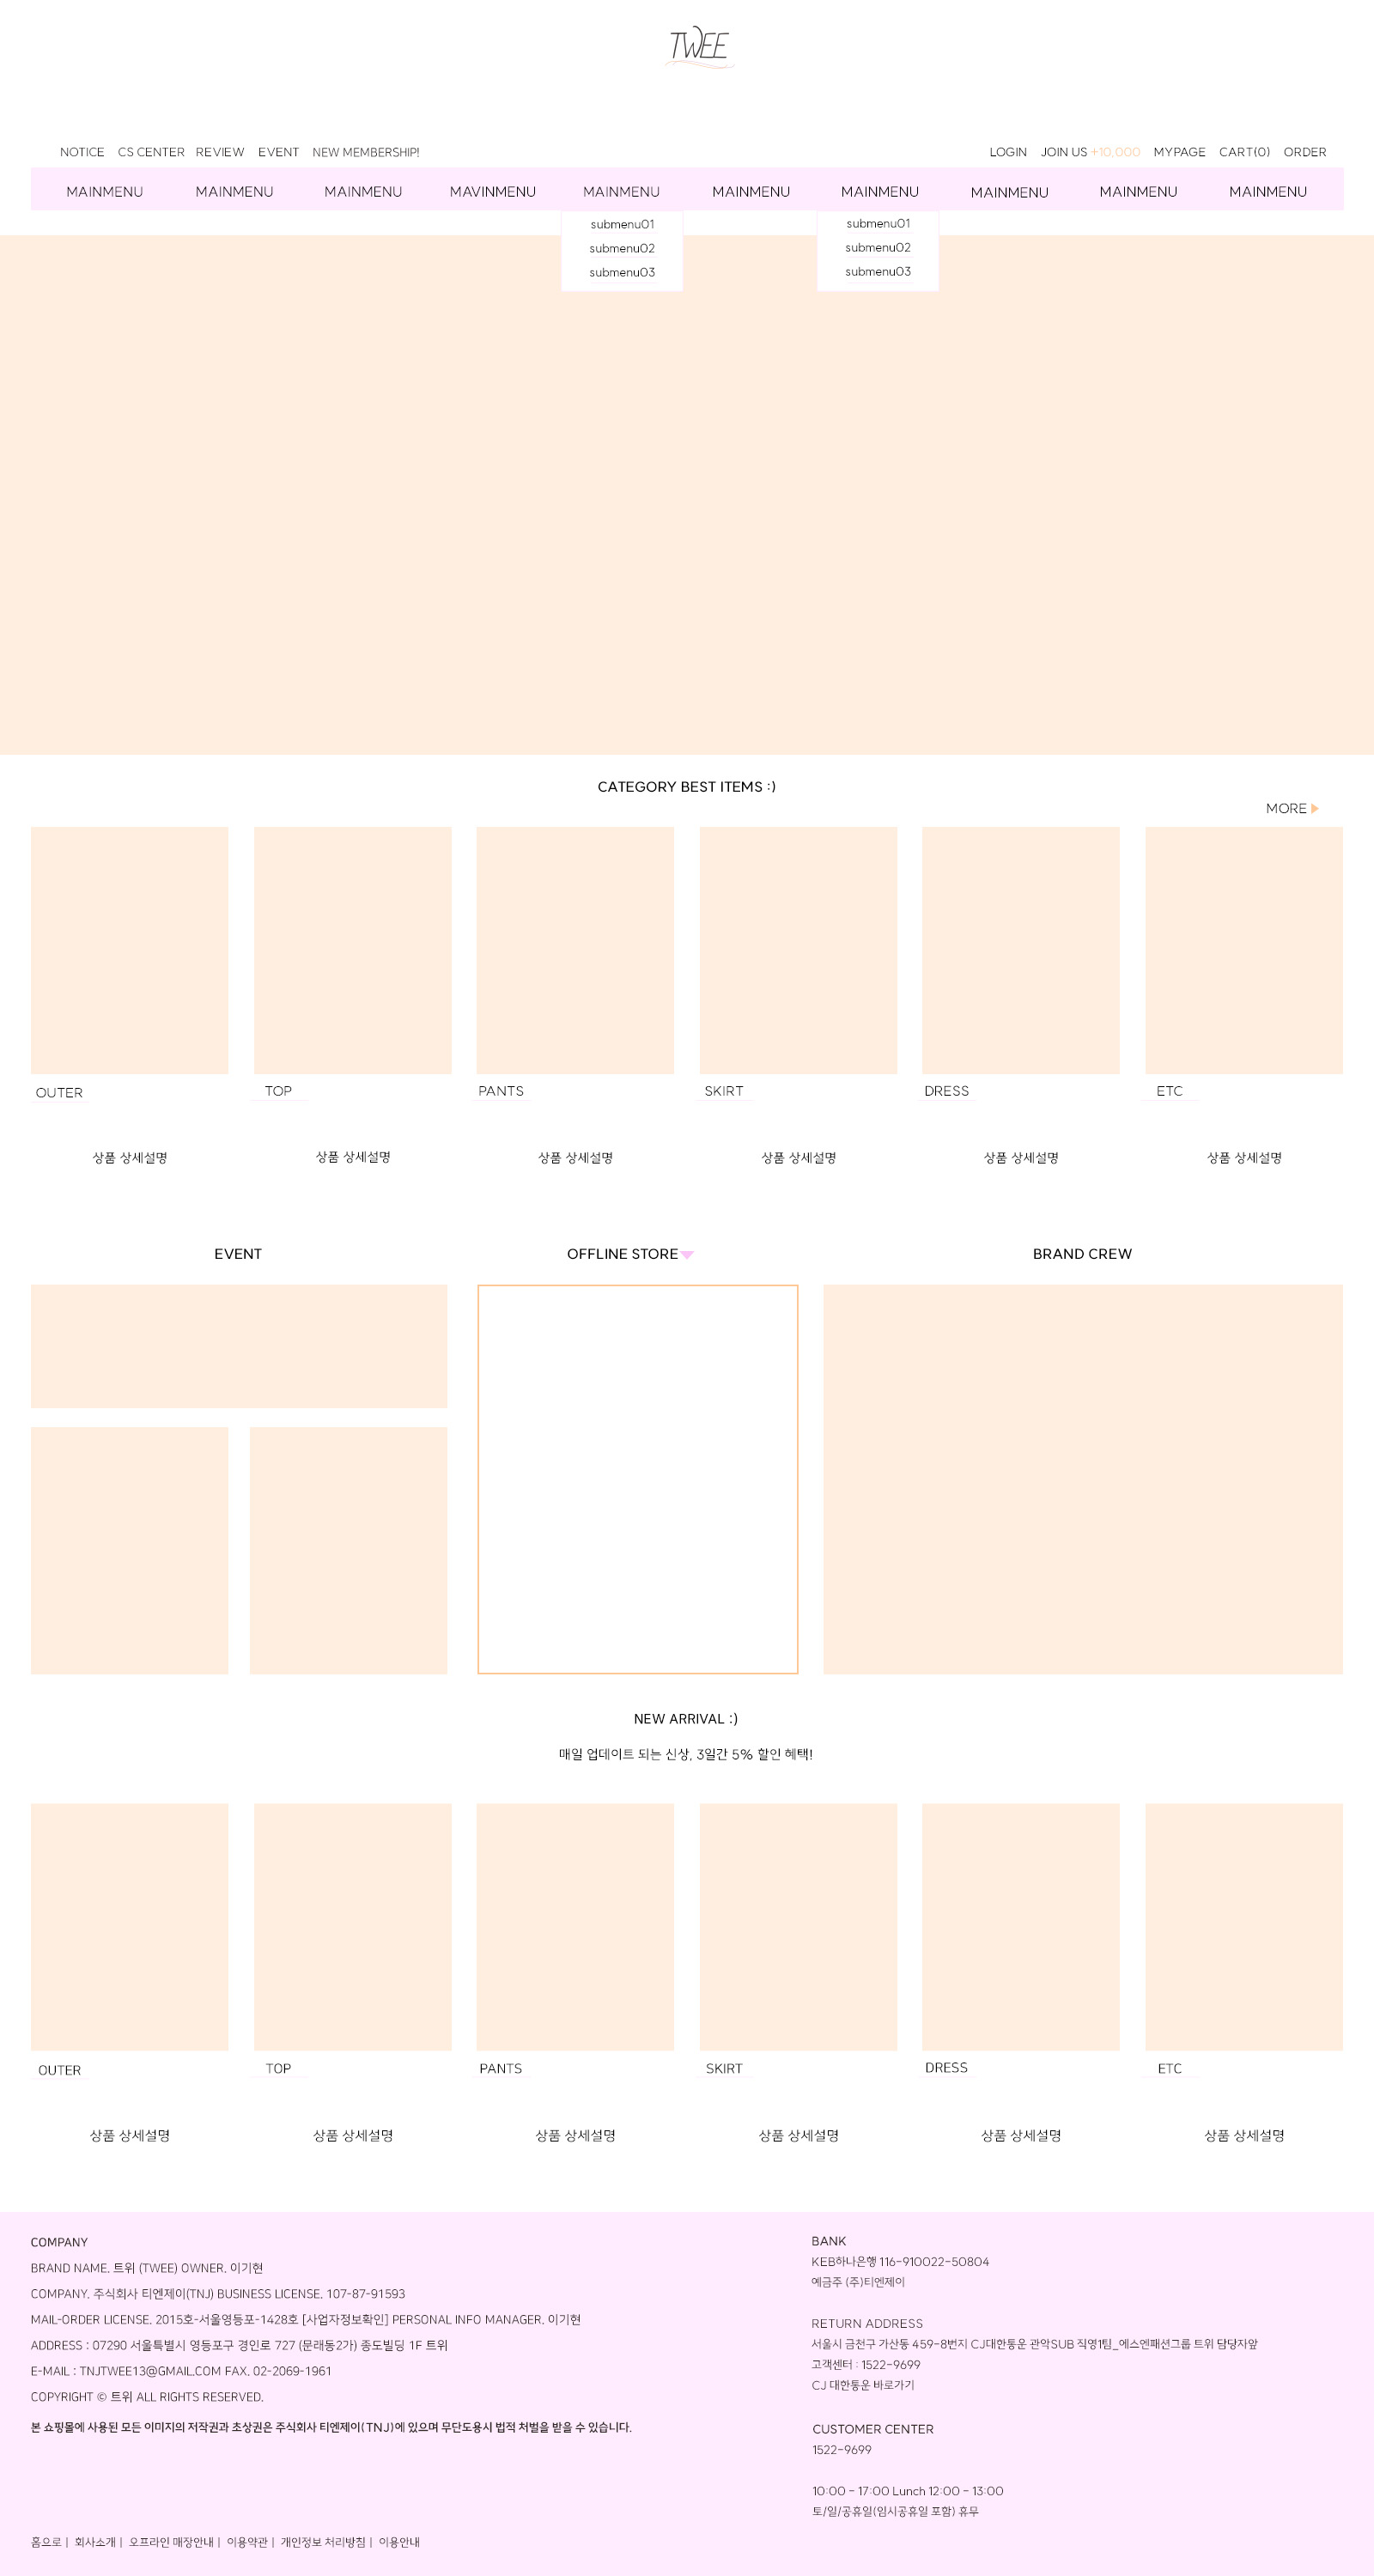 TWEE
NOTICE CS CENTER REVIEW EVENT NEW MEMBERSHIP! LOGIN JOIN US +10,000 MYPAGE CART(0) ORDER
MAINMENU MAINMENU MAINMENU MAVINMENU MAINMENU MAINMENU MAINMENU MAINMENU MAINMENU MAINMENU
submenu01 submenu01
submenu02 submenu02
submenu03 submenu03
CATEGORY BEST ITEMS :)
MORE
OUTER TOP PANTS SKIRT DRESS ETC
상품 상세설명 상품 상세설명 상품 상세설명 상품 상세설명 상품 상세설명 상품 상세설명
EVENT OFFLINE STORE BRAND CREW
NEW ARRIVAL :)
매일 업데이트 되는 신상, 3일간 5% 할인 혜택!
OUTER TOP PANTS SKIRT DRESS ETC
상품 상세설명 상품 상세설명 상품 상세설명 상품 상세설명 상품 상세설명 상품 상세설명
COMPANY
BRAND NAME. 트위 (TWEE) OWNER. 이기현
COMPANY. 주식회사 티엔제이(TNJ) BUSINESS LICENSE. 107-87-91593
MAIL-ORDER LICENSE. 2015호-서울영등포-1428호 [사업자정보확인] PERSONAL INFO MANAGER. 이기현
ADDRESS : 07290 서울특별시 영등포구 경인로 727 (문래동2가) 종도빌딩 1F 트위
E-MAIL : TNJTWEE13@GMAIL.COM FAX. 02-2069-1961
COPYRIGHT © 트위 ALL RIGHTS RESERVED.
본 쇼핑몰에 사용된 모든 이미지의 저작권과 초상권은 주식회사 티엔제이(TNJ)에 있으며 무단도용시 법적 처벌을 받을 수 있습니다.
홈으로 | 회사소개 | 오프라인 매장안내 | 이용약관 | 개인정보 처리방침 | 이용안내
BANK
KEB하나은행 116-910022-50804
예금주 (주)티엔제이
RETURN ADDRESS
서울시 금천구 가산동 459-8번지 CJ대한통운 관악SUB 직영1팀_에스엔패션그룹 트위 담당자앞
고객센터 : 1522-9699
CJ 대한통운 바로가기
CUSTOMER CENTER
1522-9699
10:00 - 17:00 Lunch 12:00 - 13:00
토/일/공휴일(임시공휴일 포함) 휴무